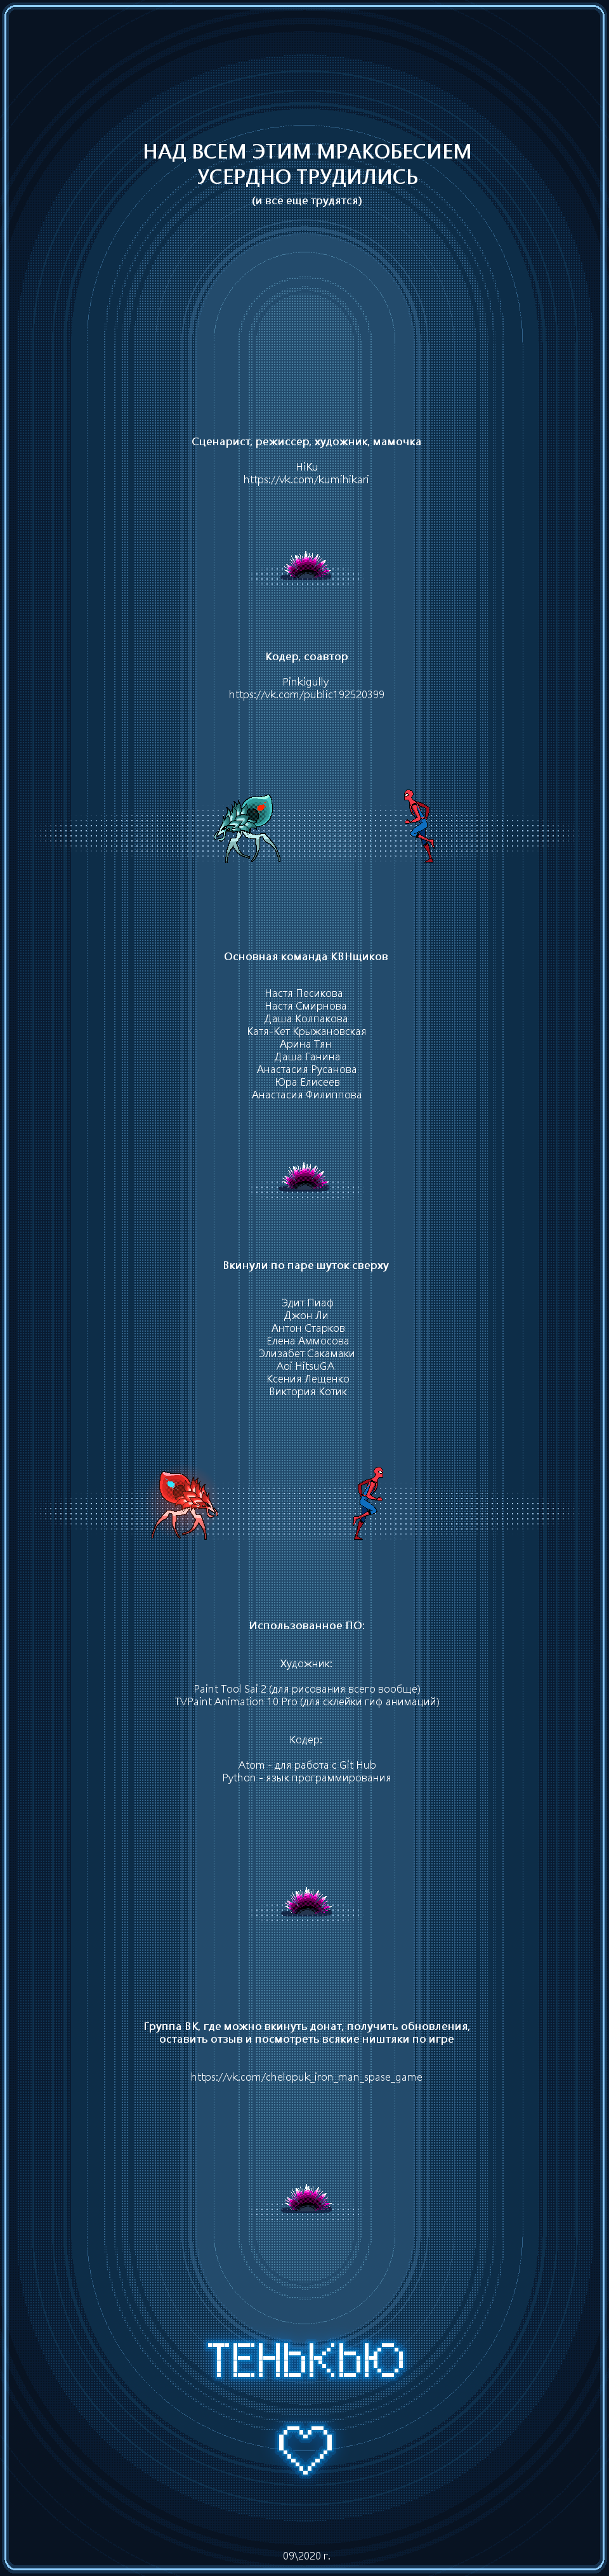 НАД ВСЕМ ЭТИМ МРАКОБЕСИЕМ
УСЕРДНО ТРУДИЛИСЬ
(и все еще трудятся)
Сценарист, режиссер, художник, мамочка
HiKu
https://vk.com/kumihikari
Кодер, соавтор
Pinkigully
https://vk.com/public192520399
Основная команда КВНщиков
Настя Песикова
Настя Смирнова
Даша Колпакова
Катя-Кет Крыжановская
Арина Тян
Даша Ганина
Анастасия Русанова
Юра Елисеев
Анастасия Филиппова
Вкинули по паре шуток сверху
Эдит Пиаф
Джон Ли
Антон Старков
Елена Аммосова
Элизабет Сакамаки
Aoi HitsuGA
Ксения Лещенко
Виктория Котик
Использованное ПО:
Художник:
Paint Tool Sai 2 (для рисования всего вообще)
TVPaint Animation 10 Pro (для склейки гиф анимаций)
Кодер:
Atom - для работа с Git Hub
Python - язык программирования
Группа ВК, где можно вкинуть донат, получить обновления,
оставить отзыв и посмотреть всякие ништяки по игре
https://vk.com/chelopuk_iron_man_spase_game
ТЕНЬКЬЮ
09\2020 г.